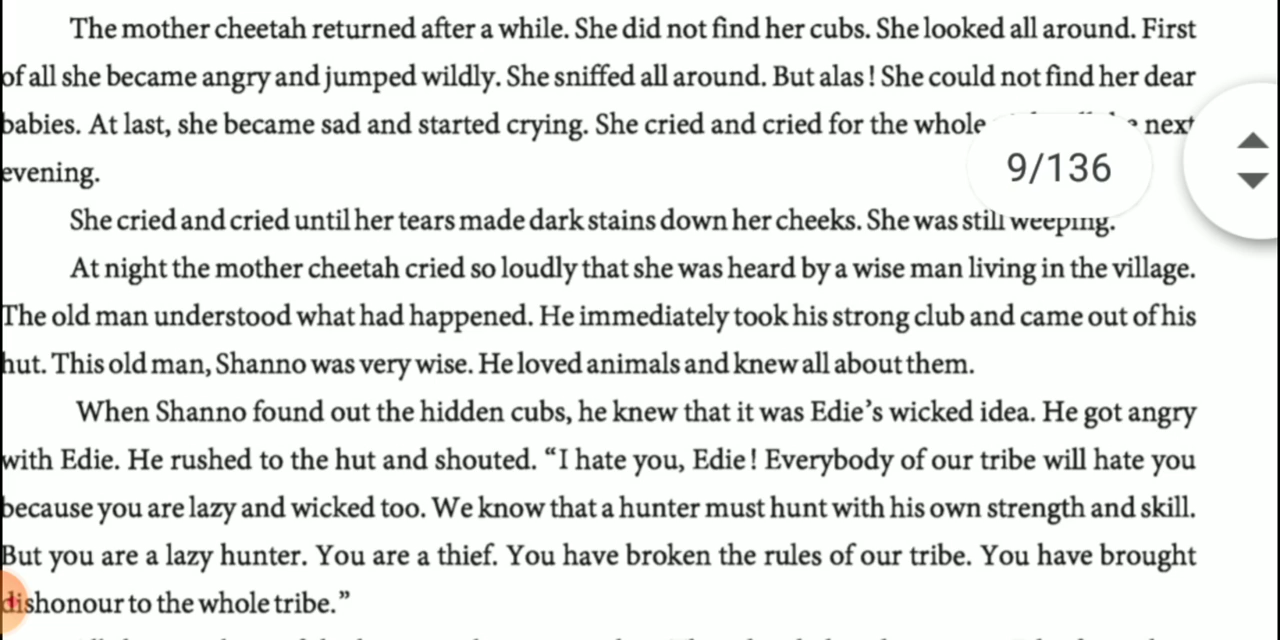 The mother cheetah returned after a while. She did not find her cubs. She looked all around. First
of all she became angry and jumped wildly. She sniffed all around. But alas ! She could not find her dear
babies. At last, she became sad and started crying. She cried and cried for the whole next
evening.
9/136
She cried and cried until her tears made dark stains down her cheeks. She was still weeping.
At night the mother cheetah cried so loudly that she was heard by a wise man living in the village.
The old man understood what had happened. He immediately took his strong club and came out of his
hut. This old man, Shanno was very wise. He loved animals and knew all about them.
When Shanno found out the hidden cubs, he knew that it was Edie’s wicked idea. He got angry
with Edie. He rushed to the hut and shouted. “I hate you, Edie ! Everybody of our tribe will hate you
because you are lazy and wicked too. We know that a hunter must hunt with his own strength and skill.
But you are a lazy hunter. You are a thief. You have broken the rules of our tribe. You have brought
dishonour to the whole tribe.”